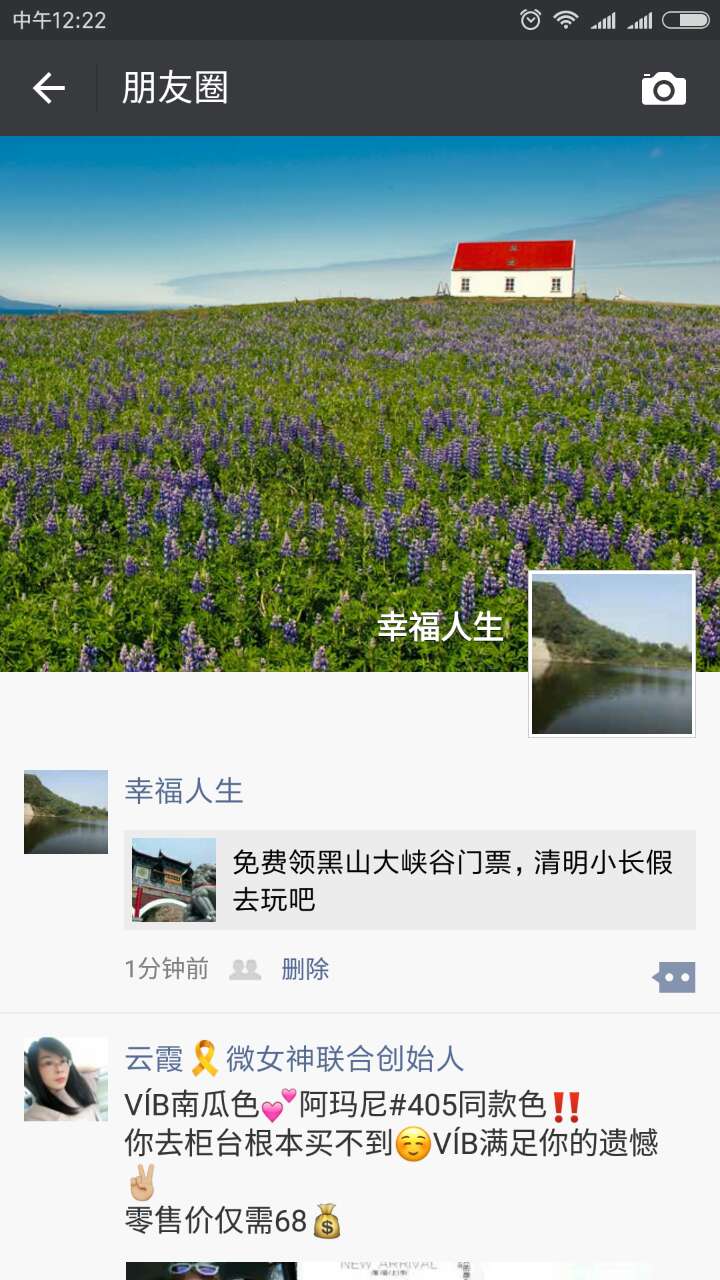 中午12:22
朋友圈
幸福人生
幸福人生
免费领黑山大峡谷门票，清明小长假
去玩吧
1分钟前 删除
云霞🎗️微女神联合创始人
VÍB南瓜色💕阿玛尼#405同款色‼️
你去柜台根本买不到☺️VÍB满足你的遗憾
✌🏼
零售价仅需68💰
NEW ARRIVAL